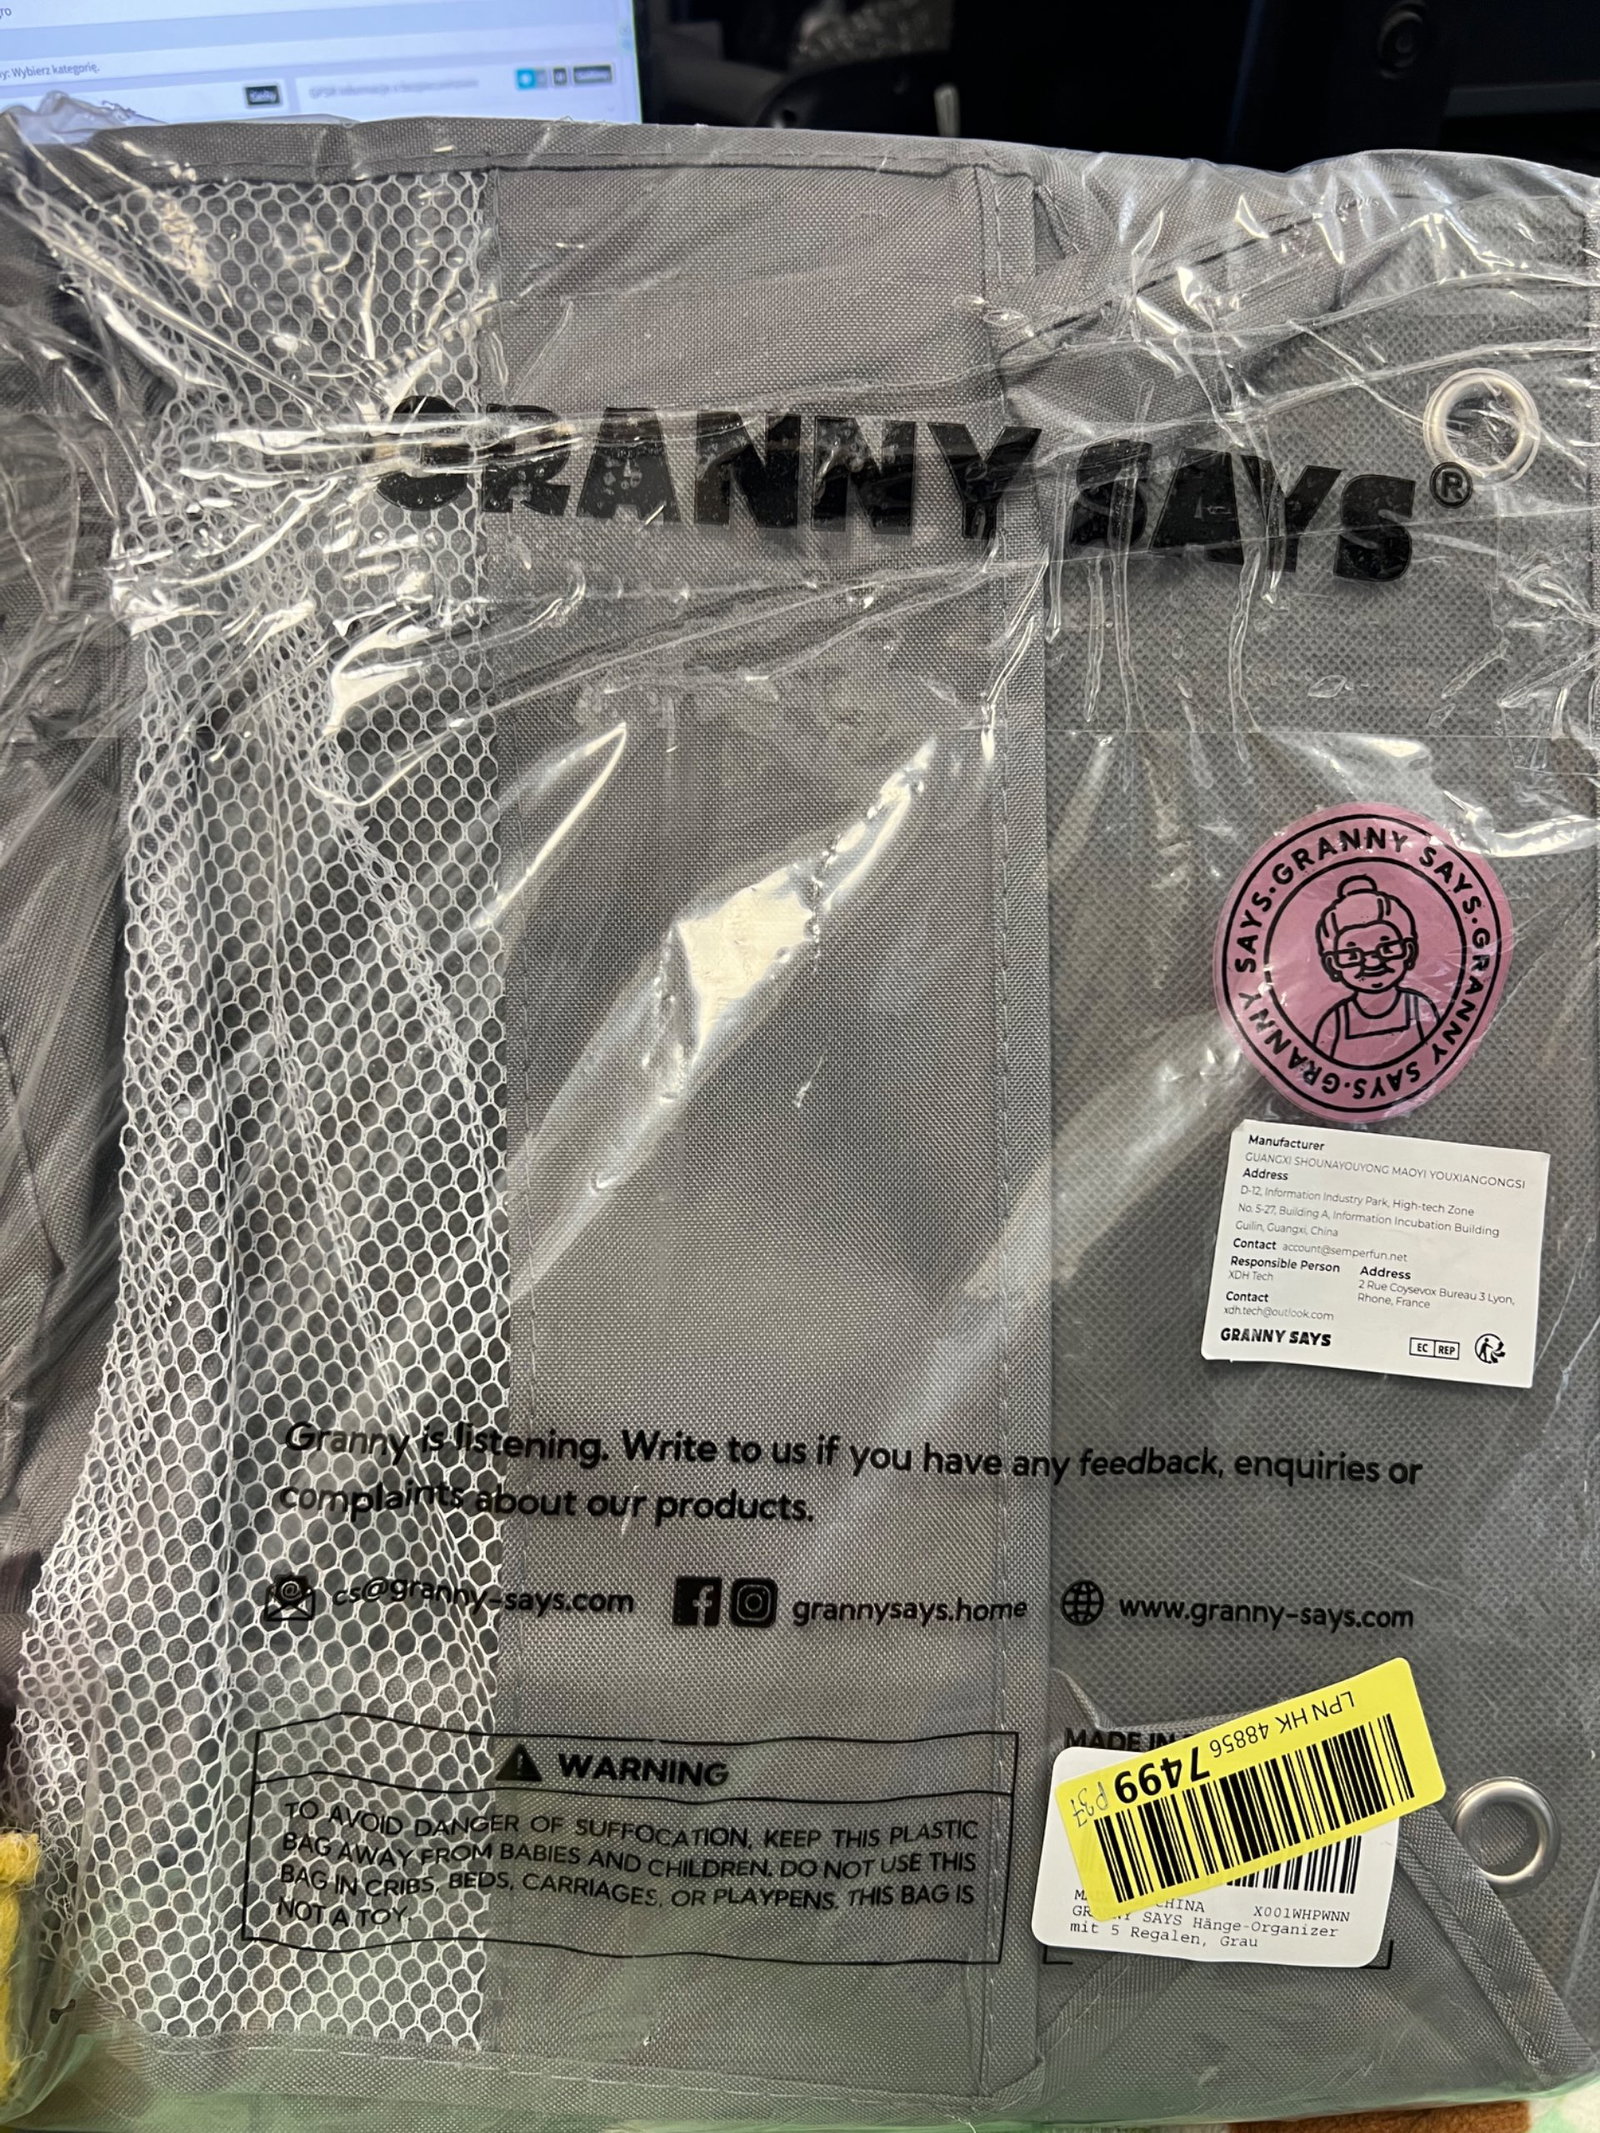 Wybierz kategorię.
GRANNY SAYS®
GRANNY SAYS·GRANNY SAYS·GRANNY SAYS·
Manufacturer
GUANGXI SHOUNAYOUYONG MAOYI YOUXIANGONGSI
Address
D-12, Information Industry Park, High-tech Zone
No. 5-27, Building A, Information Incubation Building
Guilin, Guangxi, China
Contact account@semperfun.net
Responsible Person
XDH Tech
Address
2 Rue Coysevox Bureau 3 Lyon,
Rhone, France
Contact
xdh.tech@outlook.com
GRANNY SAYS
EC REP
Granny is listening. Write to us if you have any feedback, enquiries or
complaints about our products.
cs@granny-says.com grannysays.home www.granny-says.com
WARNING
TO AVOID DANGER OF SUFFOCATION, KEEP THIS PLASTIC
BAG AWAY FROM BABIES AND CHILDREN. DO NOT USE THIS
BAG IN CRIBS, BEDS, CARRIAGES, OR PLAYPENS. THIS BAG IS
NOT A TOY.
MADE IN
LPN HK 48856
7499
P37
CHINA X001WHPWNN
SAYS Hänge-Organizer
mit 5 Regalen, Grau